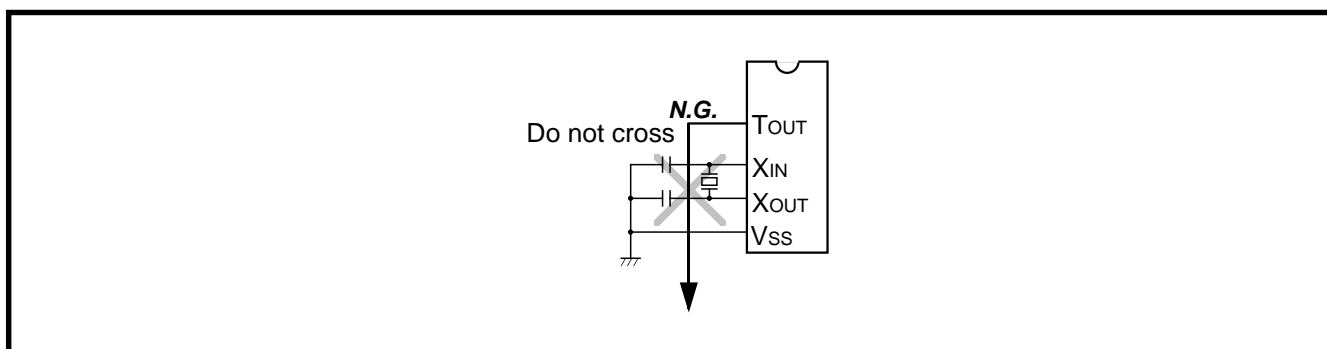 N.G.
Do not cross
TOUT
XIN
XOUT
VSS